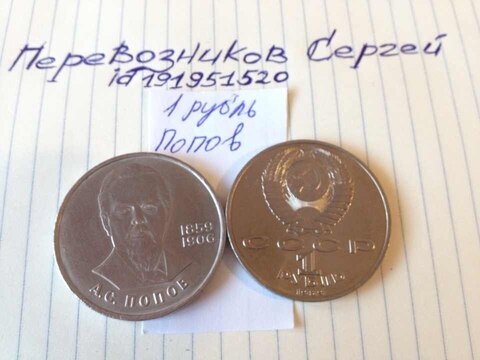 Перевозников Сергей
id191951520
1 рубль
Попов
1859
1906
А.С. ПОПОВ
СССР
1
РУБЛЬ